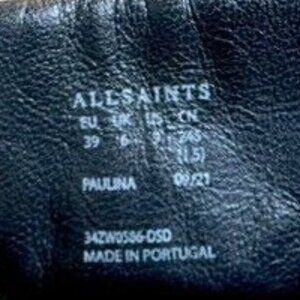 ALLSAINTS
EU UK US CN
39 6 9 245
(1.5)
PAULINA 09/21
34ZW0586-DSD
MADE IN PORTUGAL